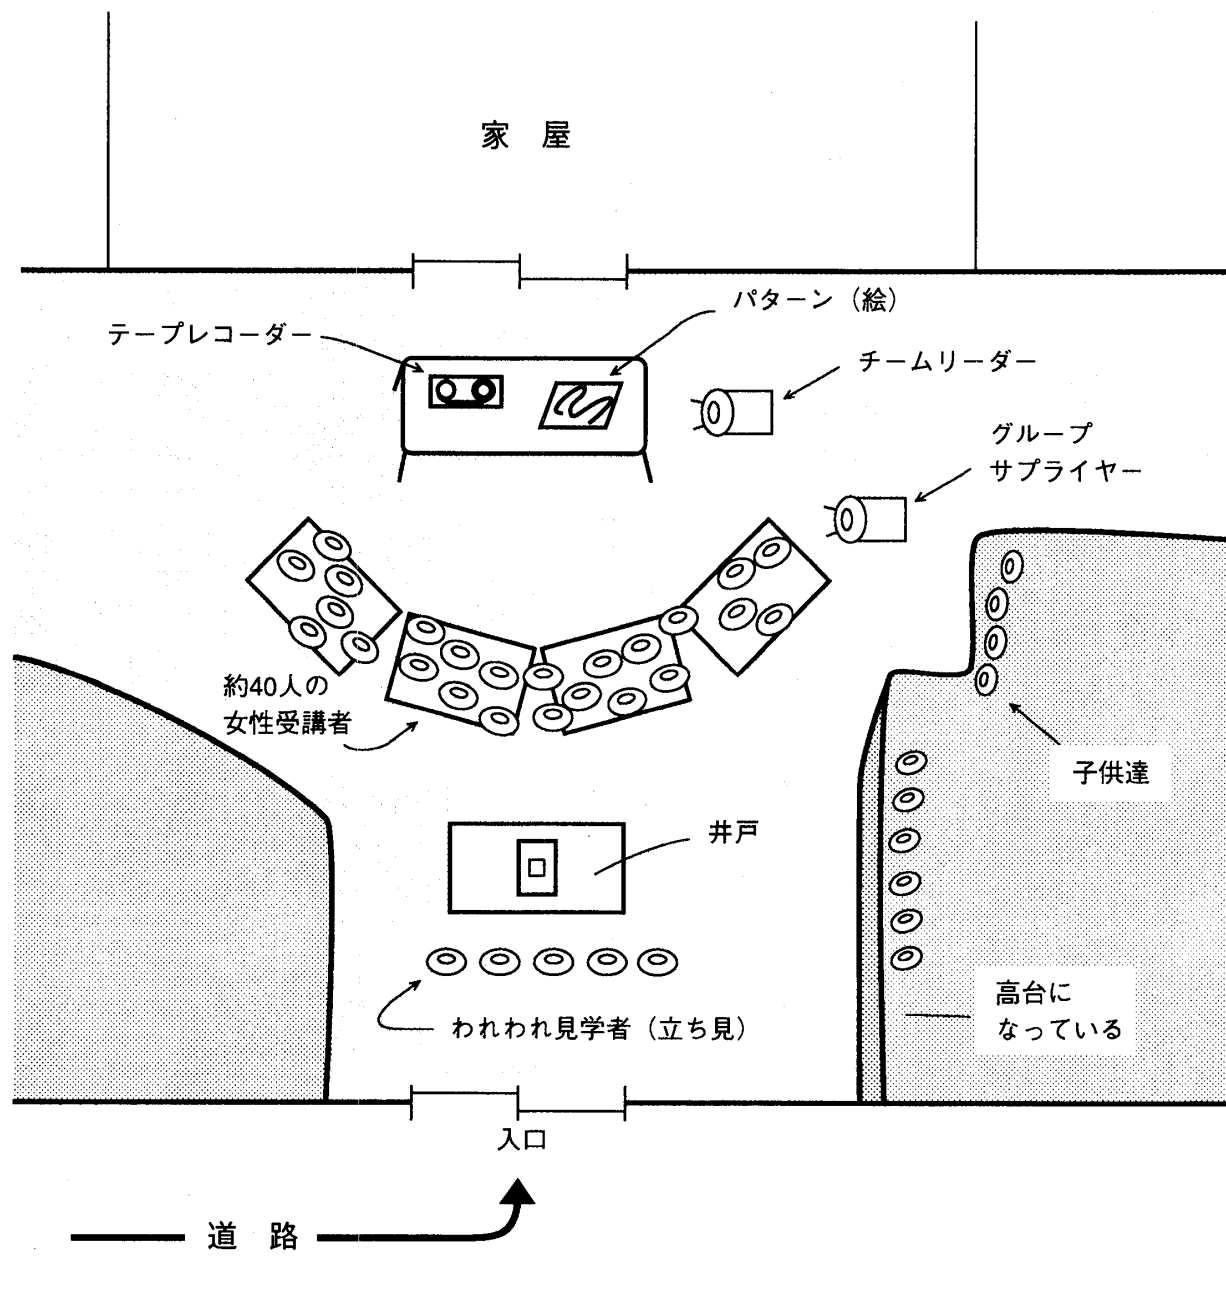 家 屋
パターン（絵）
テープレコーダー
チームリーダー
グループ
サプライヤー
約40人の
女性受講者
子供達
井戸
高台に
なっている
われわれ見学者（立ち見）
入口
道 路